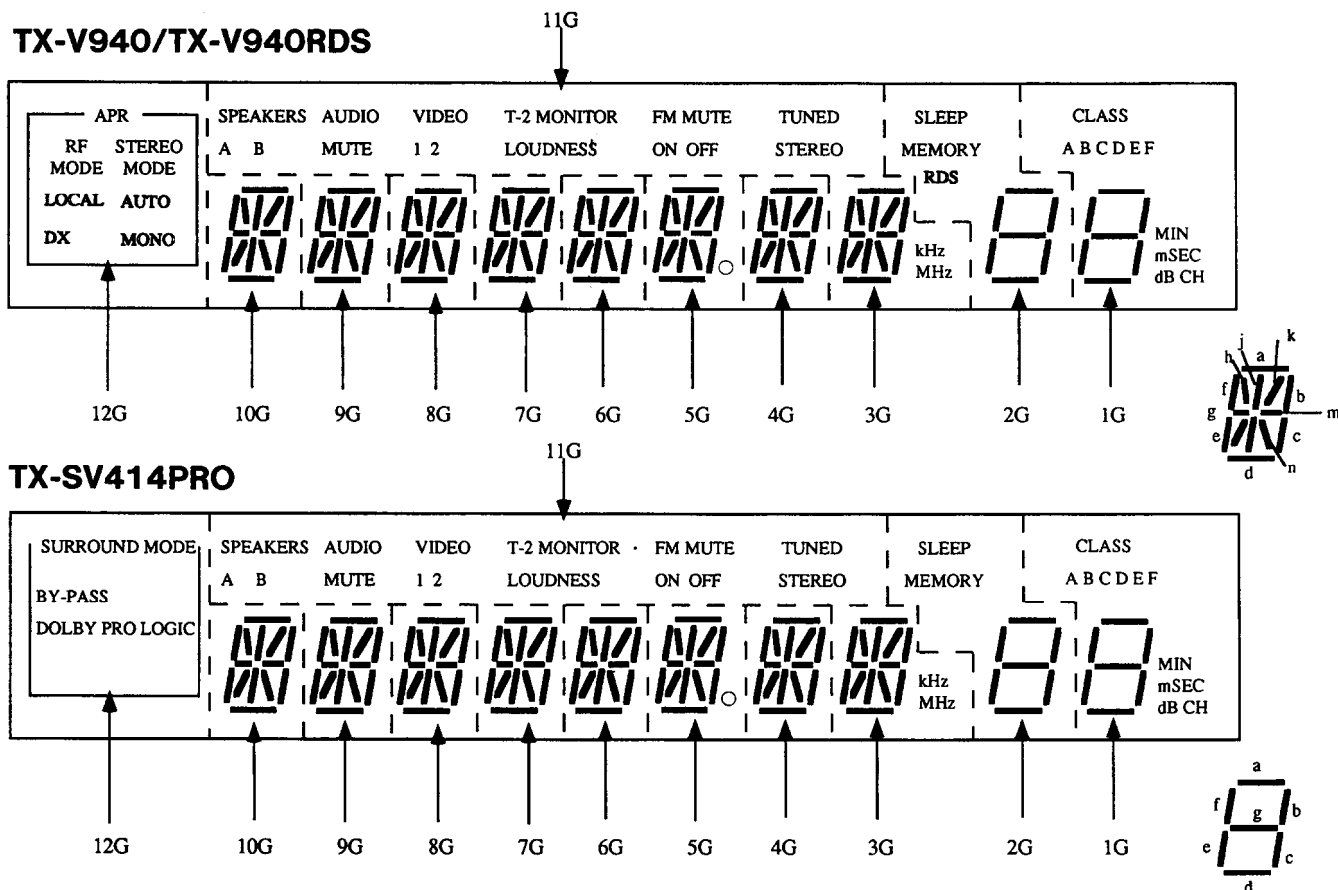 11G
TX-V940/TX-V940RDS
APR
RF STEREO
MODE MODE
LOCAL AUTO
DX MONO
SPEAKERS AUDIO VIDEO T-2 MONITOR FM MUTE TUNED SLEEP CLASS
A B MUTE 1 2 LOUDNESS ON OFF STEREO MEMORY A B C D E F
RDS
kHz
MHz
MIN
mSEC
dB CH
12G 10G 9G 8G 7G 6G 5G 4G 3G 2G 1G
h j a k
f b
g m
e c
d n
11G
TX-SV414PRO
SURROUND MODE
BY-PASS
DOLBY PRO LOGIC
SPEAKERS AUDIO VIDEO T-2 MONITOR FM MUTE TUNED SLEEP CLASS
A B MUTE 1 2 LOUDNESS ON OFF STEREO MEMORY A B C D E F
kHz
MHz
MIN
mSEC
dB CH
12G 10G 9G 8G 7G 6G 5G 4G 3G 2G 1G
a
f g b
e c
d